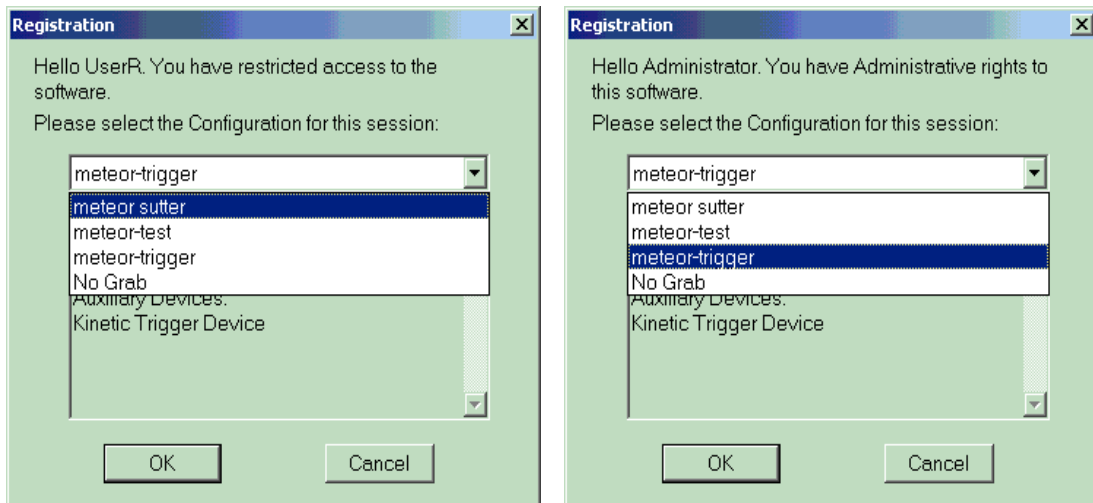 Registration
Hello UserR. You have restricted access to the
software.
Please select the Configuration for this session:
meteor-trigger
meteor sutter
meteor-test
meteor-trigger
No Grab
Auxiliary Devices:
Kinetic Trigger Device
OK Cancel
Registration
Hello Administrator. You have Administrative rights to
this software.
Please select the Configuration for this session:
meteor-trigger
meteor sutter
meteor-test
meteor-trigger
No Grab
Auxiliary Devices:
Kinetic Trigger Device
OK Cancel